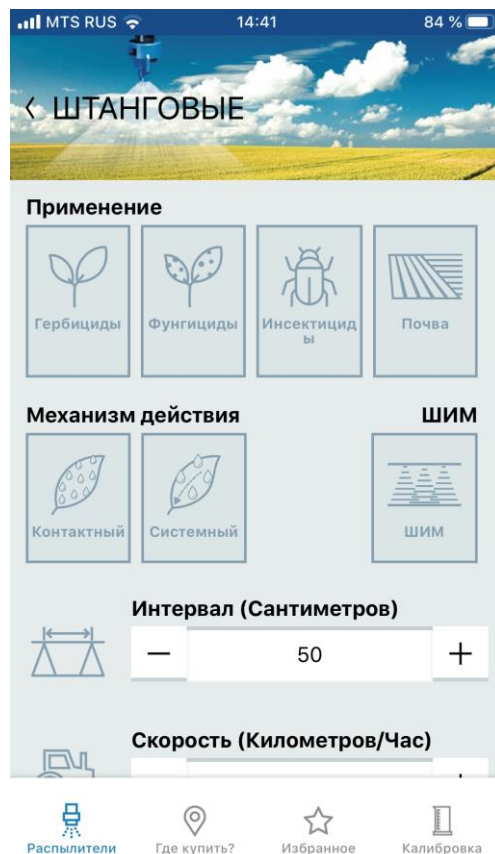 MTS RUS 14:41 84 %
ШТАНГОВЫЕ
Применение
Гербициды Фунгициды Инсектицид Почва
ы
Механизм действия ШИМ
Контактный Системный ШИМ
Интервал (Сантиметров)
— 50 +
Скорость (Километров/Час)
Распылители Где купить? Избранное Калибровка